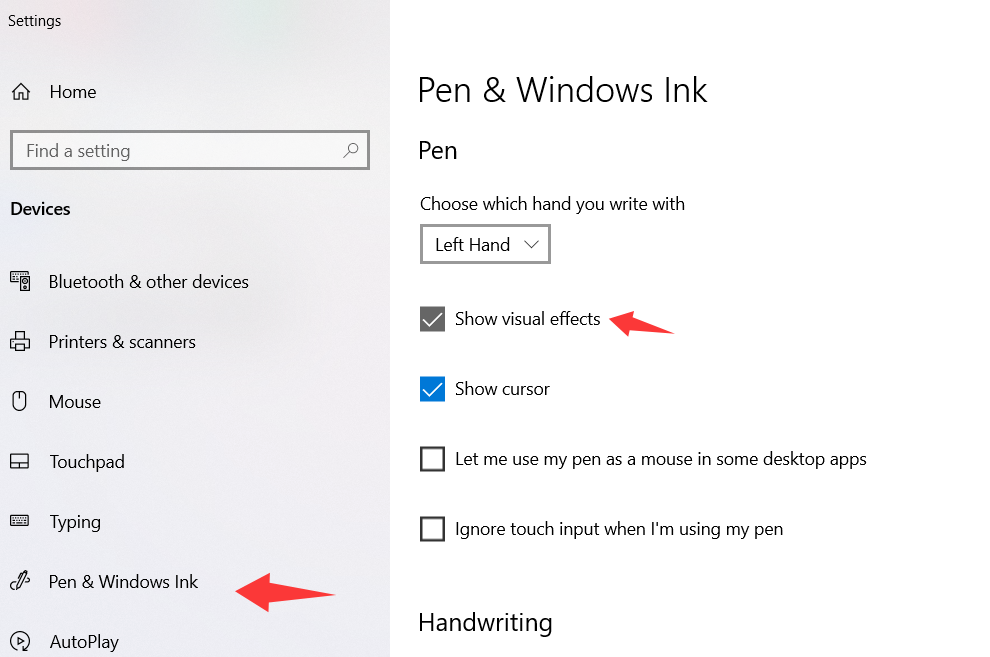 Settings
Home
Find a setting
Devices
Bluetooth & other devices
Printers & scanners
Mouse
Touchpad
Typing
Pen & Windows Ink
AutoPlay
Pen & Windows Ink
Pen
Choose which hand you write with
Left Hand
Show visual effects
Show cursor
Let me use my pen as a mouse in some desktop apps
Ignore touch input when I'm using my pen
Handwriting